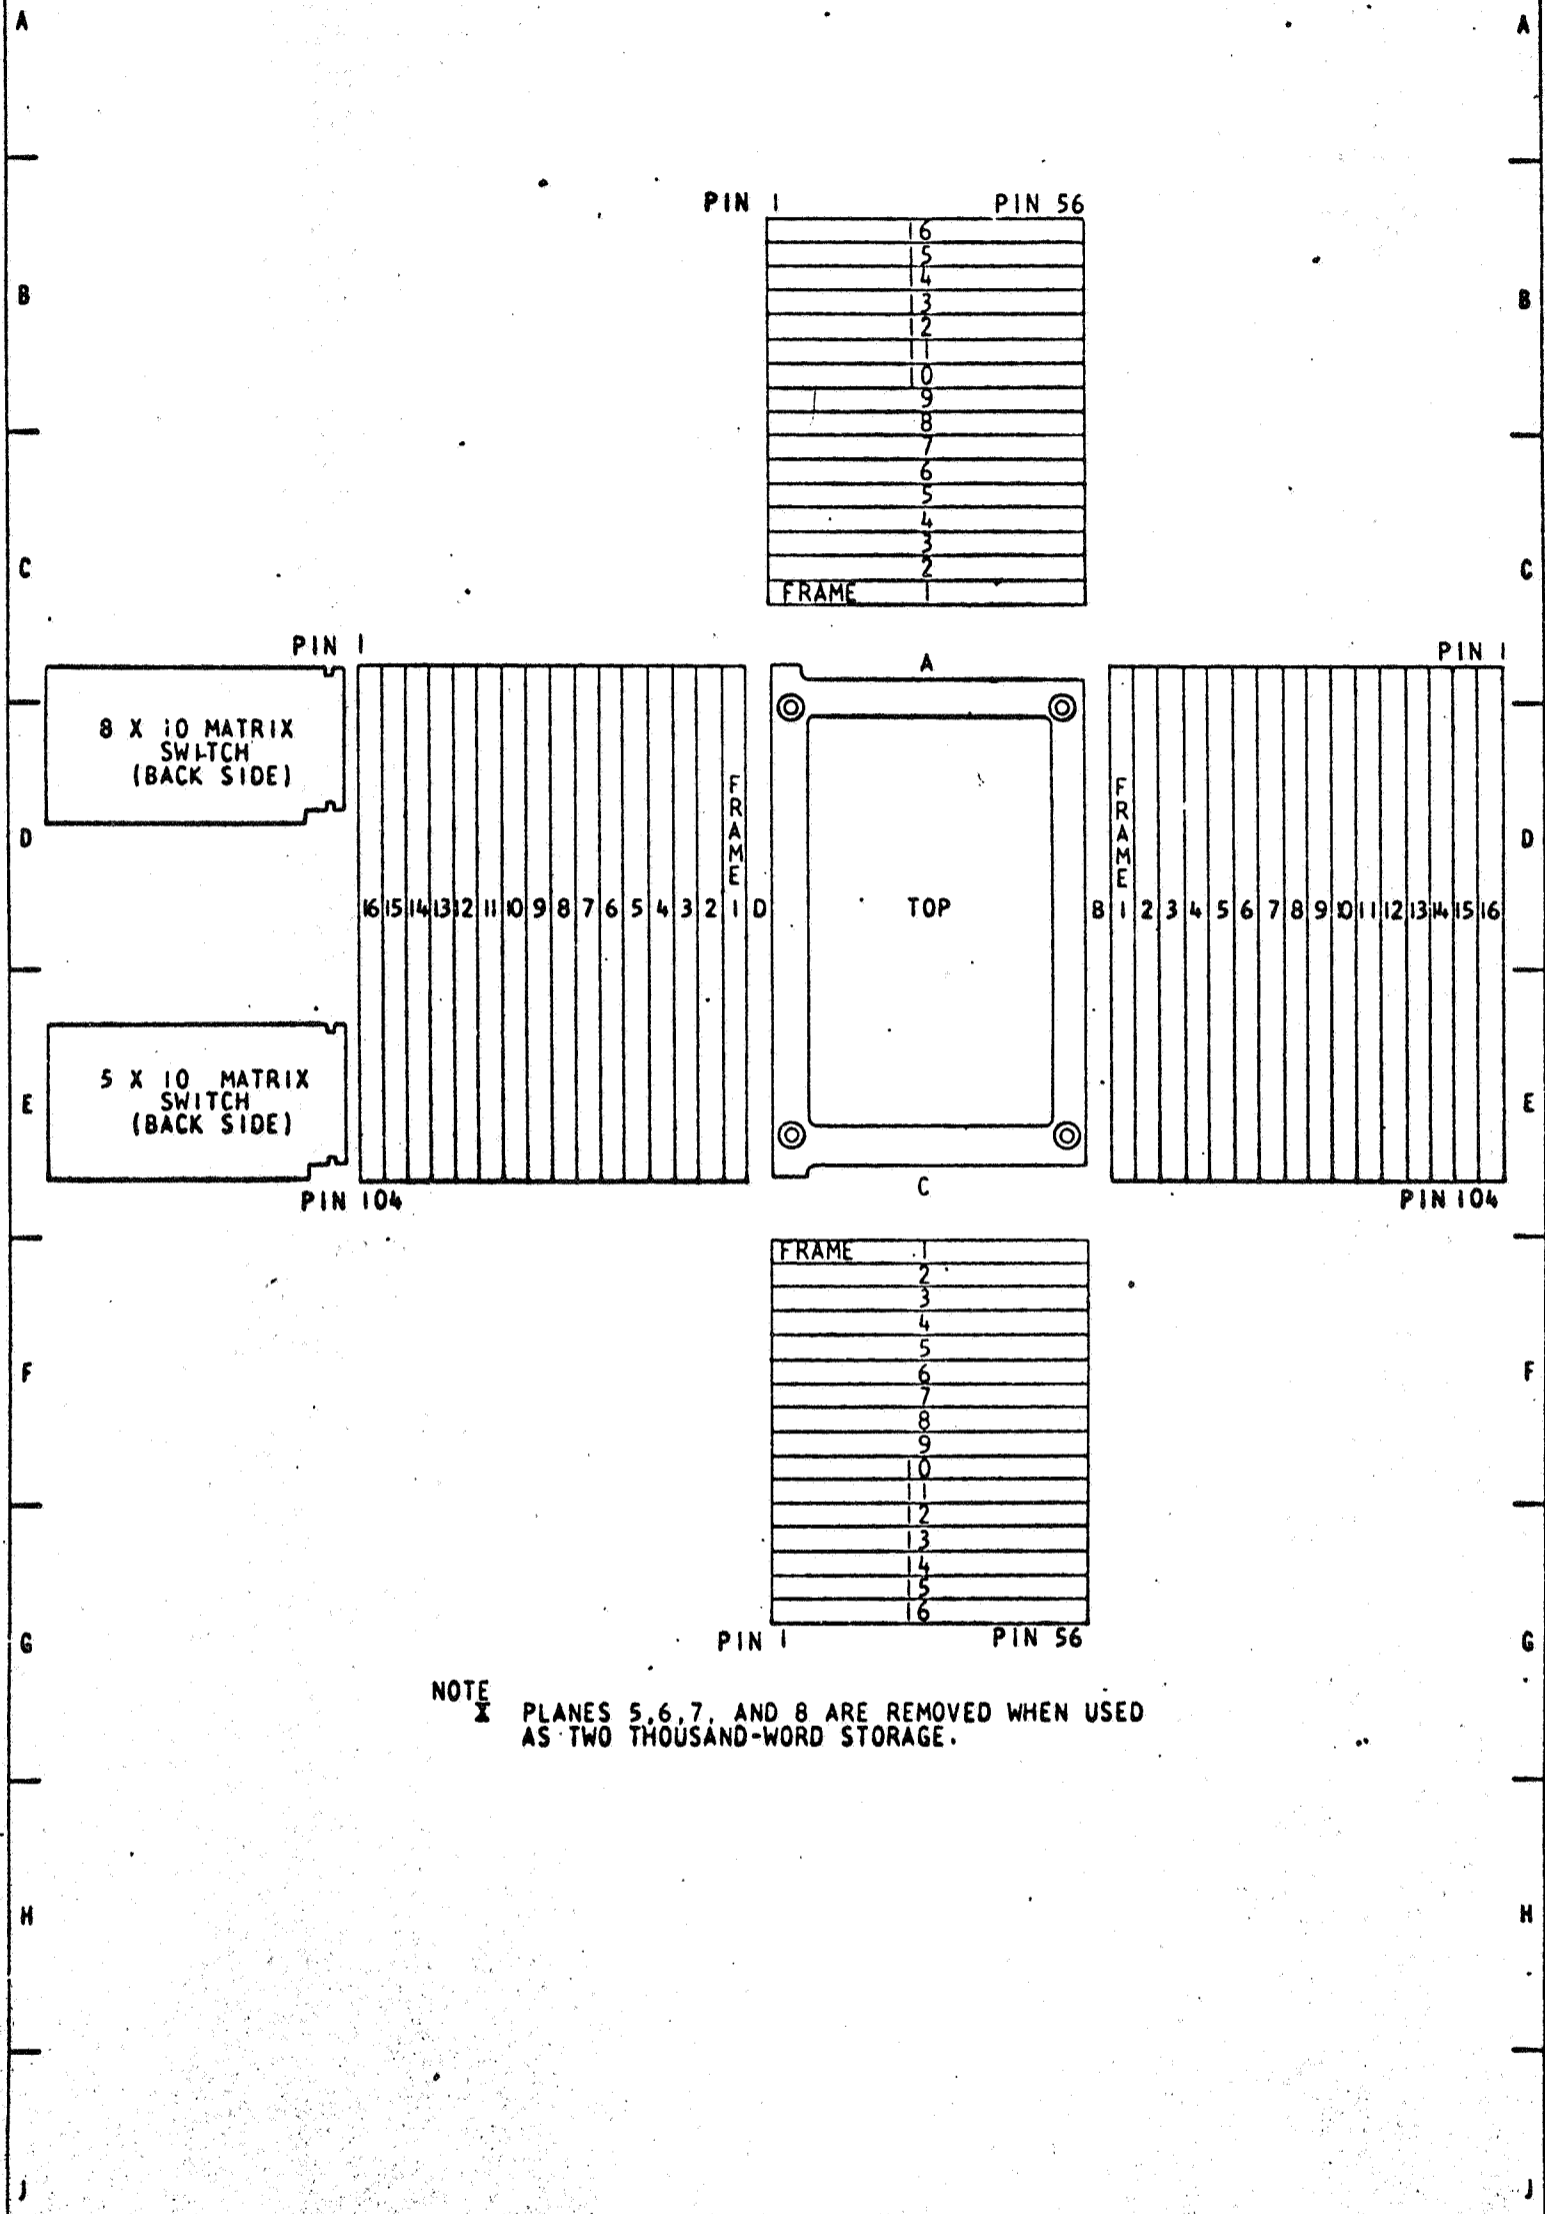 A
A
PIN 1
PIN 56
16
15
14
13
12
11
10
9
8
7
6
5
4
3
2
FRAME 1
B
B
C
C
PIN 1
PIN 1
A
8 X 10 MATRIX
SWITCH
(BACK SIDE)
FRAME
FRAME
D
D
16 15 14 13 12 11 10 9 8 7 6 5 4 3 2 1 D
TOP
B 1 2 3 4 5 6 7 8 9 10 11 12 13 14 15 16
5 X 10 MATRIX
SWITCH
(BACK SIDE)
E
E
C
PIN 104
PIN 104
FRAME 1
2
3
4
5
6
7
8
9
10
11
12
13
14
15
16
F
F
PIN 1
PIN 56
G
G
NOTE
PLANES 5,6,7, AND 8 ARE REMOVED WHEN USED
AS TWO THOUSAND-WORD STORAGE.
H
H
J
J